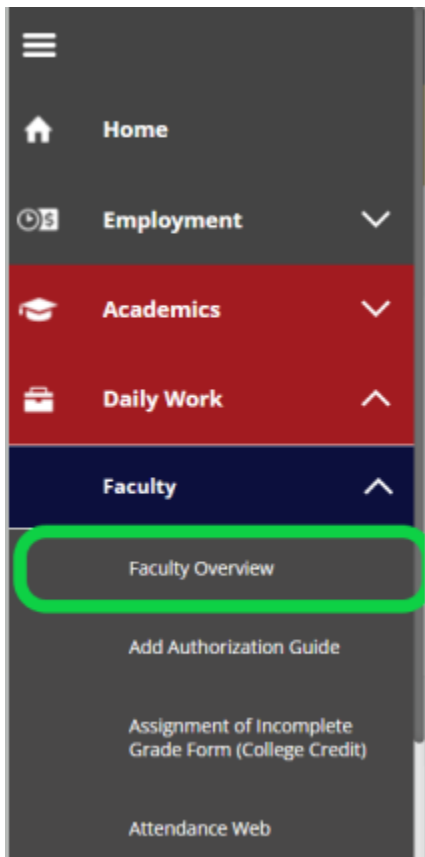 Home
Employment
Academics
Daily Work
Faculty
Faculty Overview
Add Authorization Guide
Assignment of Incomplete
Grade Form (College Credit)
Attendance Web